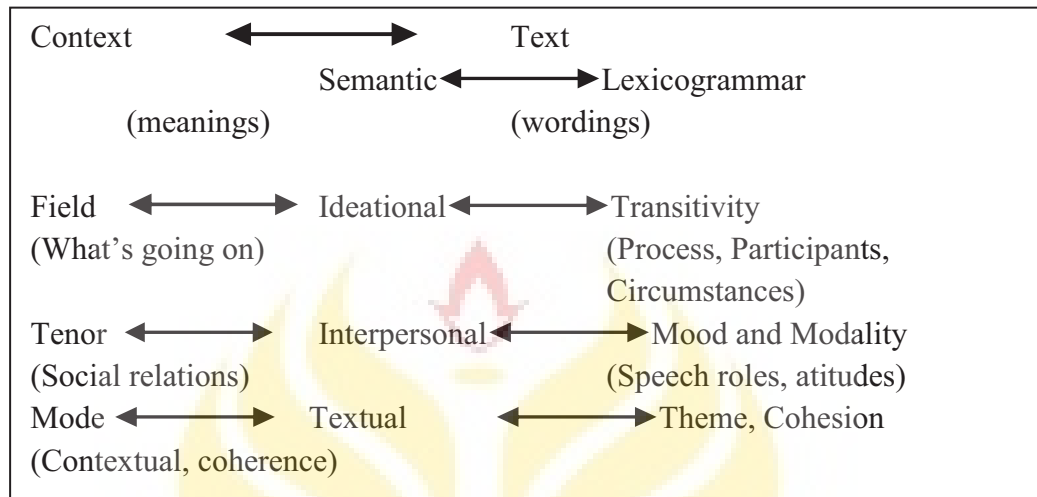 Context Text
Semantic Lexicogrammar
(meanings) (wordings)
Field Ideational Transitivity
(What's going on) (Process, Participants,
Circumstances)
Tenor Interpersonal Mood and Modality
(Social relations) (Speech roles, atitudes)
Mode Textual Theme, Cohesion
(Contextual, coherence)